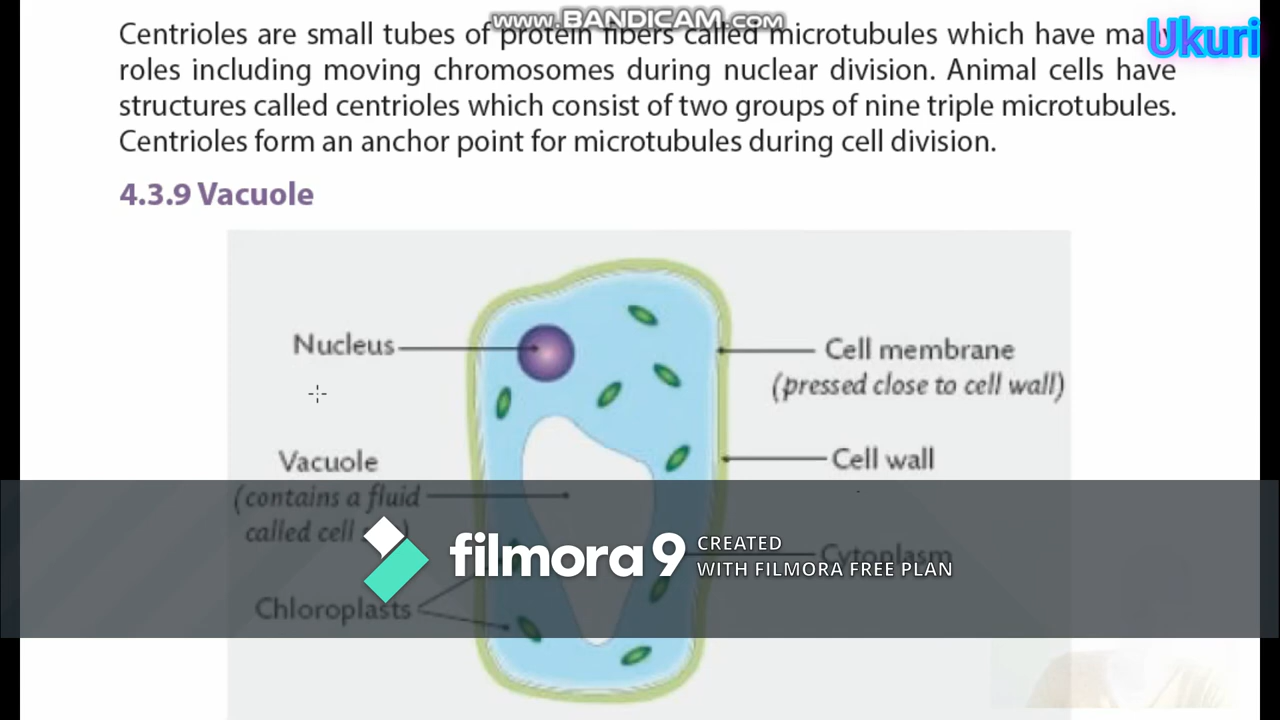 www.BANDICAM.com
Ukuri
Centrioles are small tubes of protein fibers called microtubules which have many
roles including moving chromosomes during nuclear division. Animal cells have
structures called centrioles which consist of two groups of nine triple microtubules.
Centrioles form an anchor point for microtubules during cell division.
4.3.9 Vacuole
Nucleus
Cell membrane
(pressed close to cell wall)
Vacuole
(contains a fluid
called cell
Cell wall
filmora9
CREATED
WITH FILMORA FREE PLAN
Cytoplasm
Chloroplasts